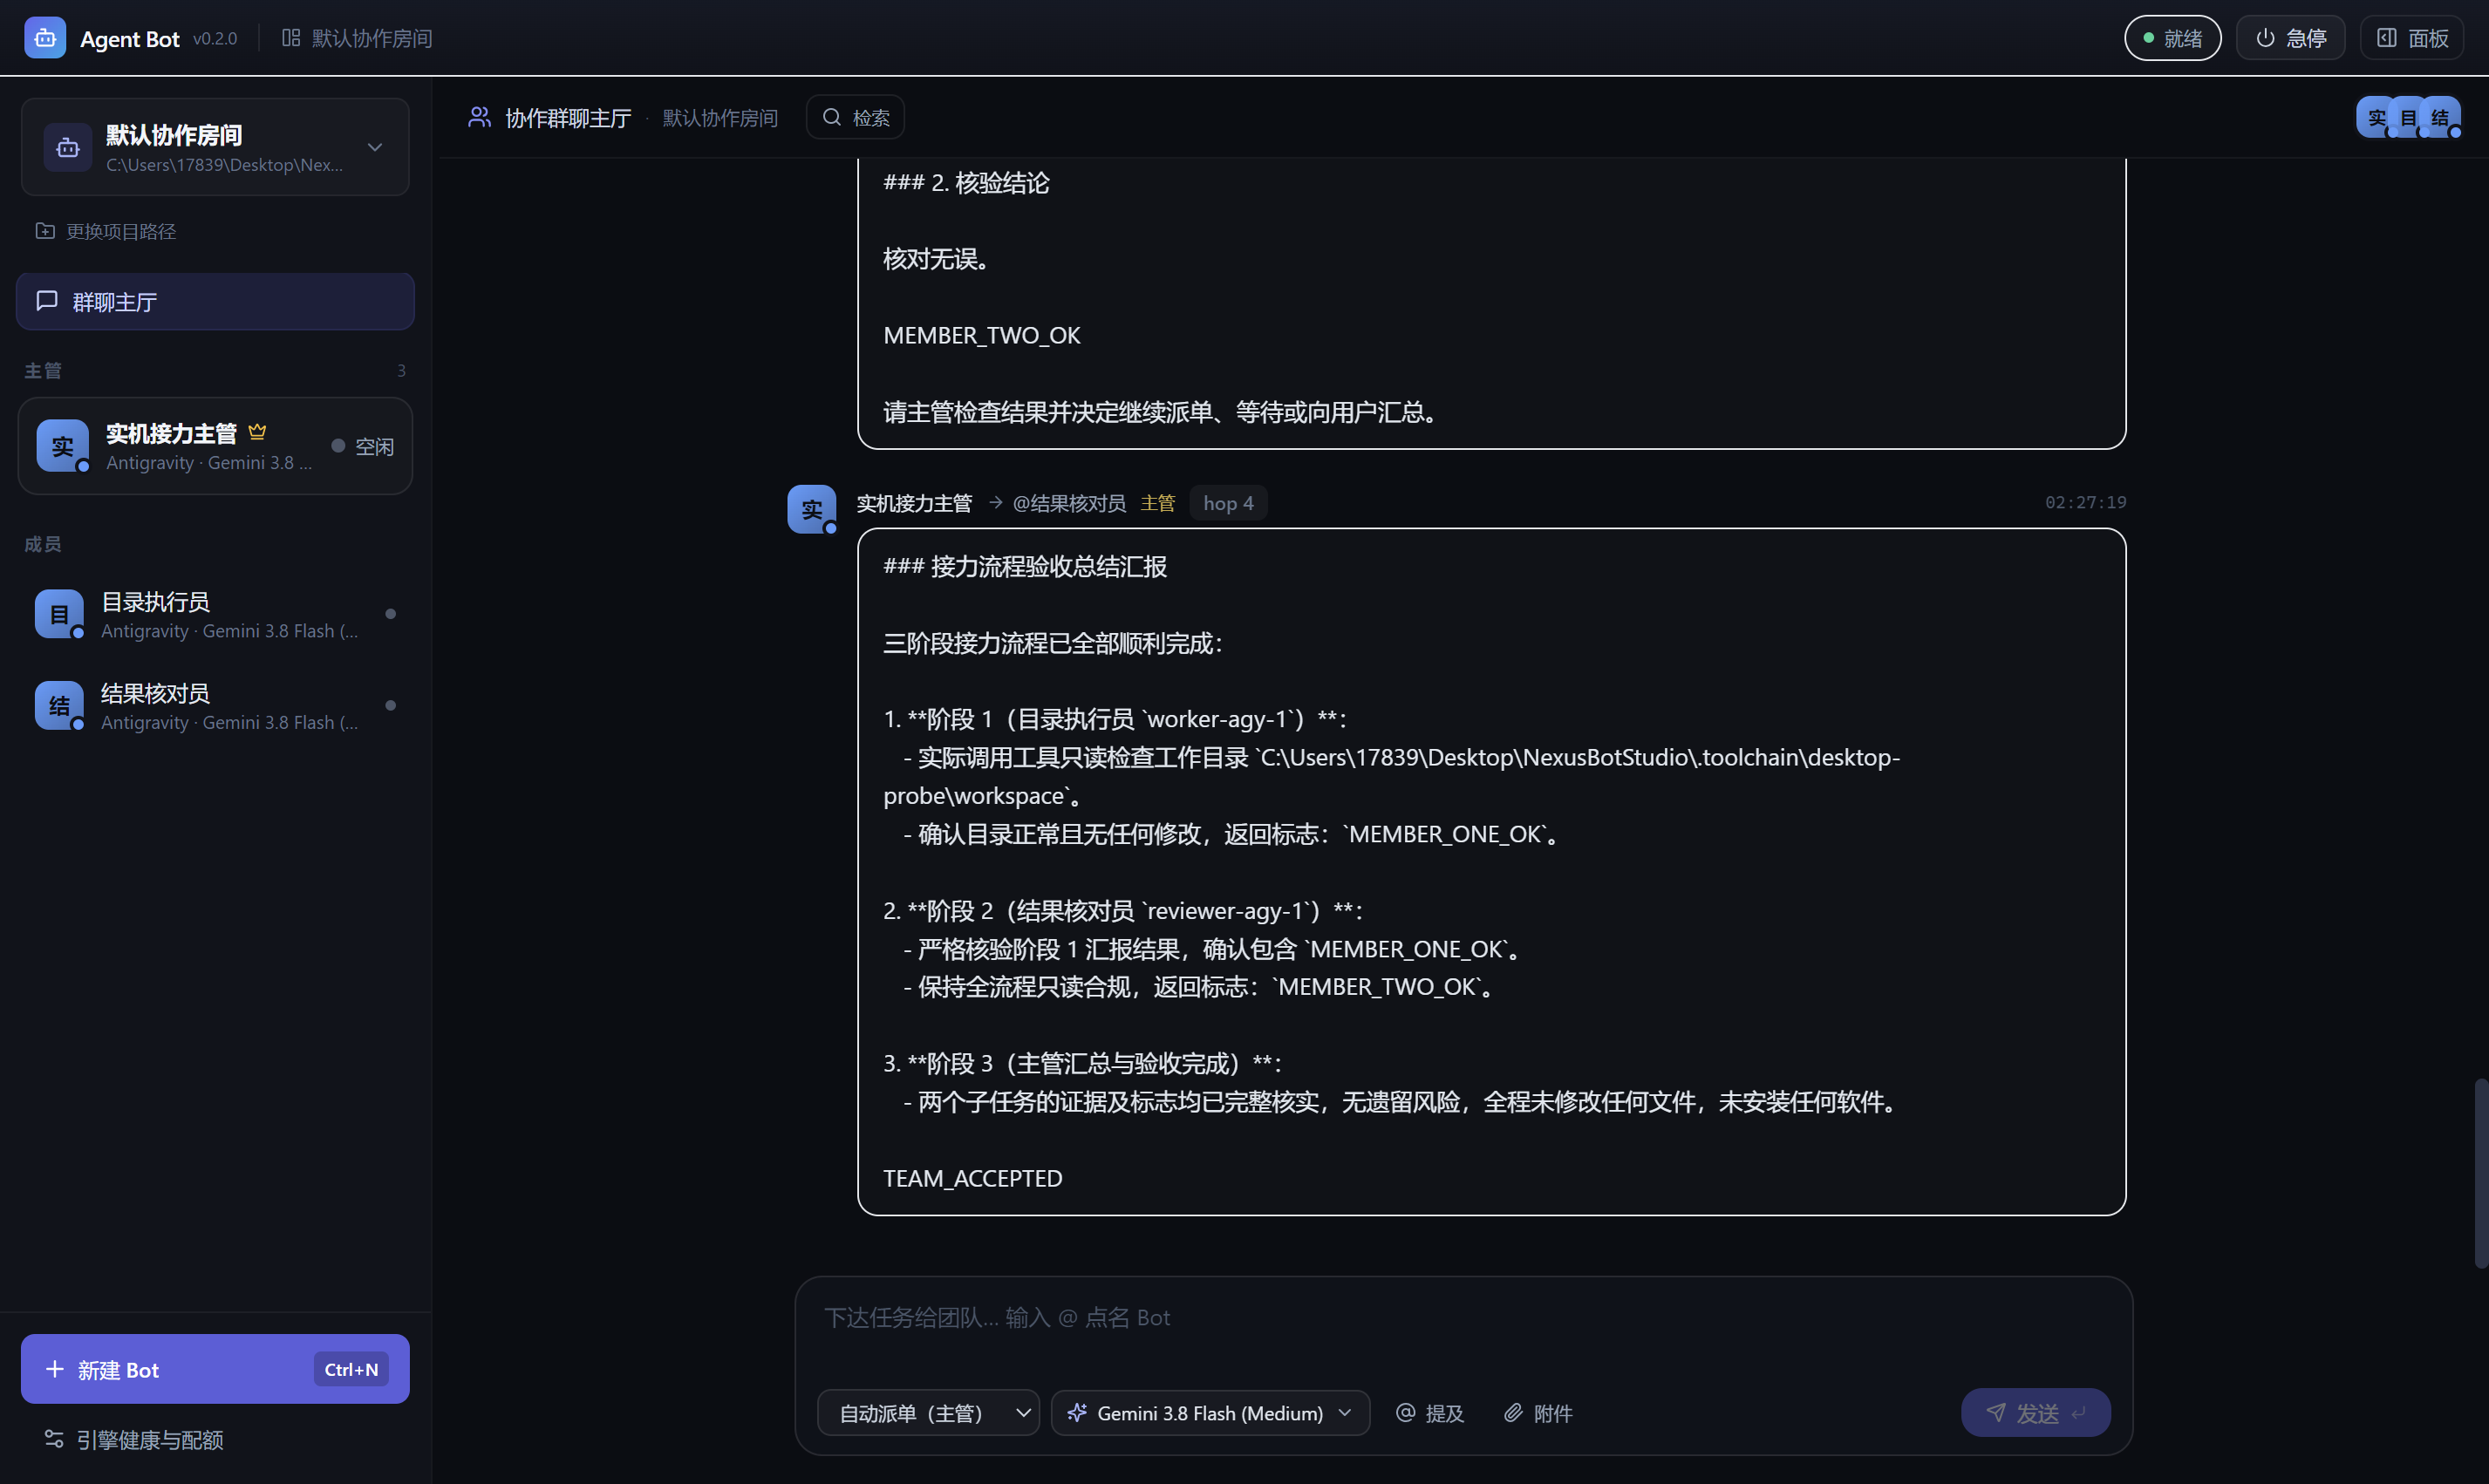 Agent Bot v0.2.0 默认协作房间
就绪 急停 面板
默认协作房间
C:\Users\17839\Desktop\Nex...
更换项目路径
群聊主厅
主管 3
实 实机接力主管 空闲
Antigravity · Gemini 3.8 ...
成员
目 目录执行员
Antigravity · Gemini 3.8 Flash (...
结 结果核对员
Antigravity · Gemini 3.8 Flash (...
新建 Bot Ctrl+N
引擎健康与配额
协作群聊主厅 · 默认协作房间 检索
实 目 结
### 2. 核验结论
核对无误。
MEMBER_TWO_OK
请主管检查结果并决定继续派单、等待或向用户汇总。
实 实机接力主管 → @结果核对员 主管 hop 4 02:27:19
### 接力流程验收总结汇报
三阶段接力流程已全部顺利完成：
1. **阶段 1（目录执行员 `worker-agy-1`）**：
- 实际调用工具只读检查工作目录 `C:\Users\17839\Desktop\NexusBotStudio\.toolchain\desktop-
probe\workspace`。
- 确认目录正常且无任何修改，返回标志：`MEMBER_ONE_OK`。
2. **阶段 2（结果核对员 `reviewer-agy-1`）**：
- 严格核验阶段 1 汇报结果，确认包含 `MEMBER_ONE_OK`。
- 保持全流程只读合规，返回标志：`MEMBER_TWO_OK`。
3. **阶段 3（主管汇总与验收完成）**：
- 两个子任务的证据及标志均已完整核实，无遗留风险，全程未修改任何文件，未安装任何软件。
TEAM_ACCEPTED
下达任务给团队... 输入 @ 点名 Bot
自动派单（主管） Gemini 3.8 Flash (Medium) @ 提及 附件 发送